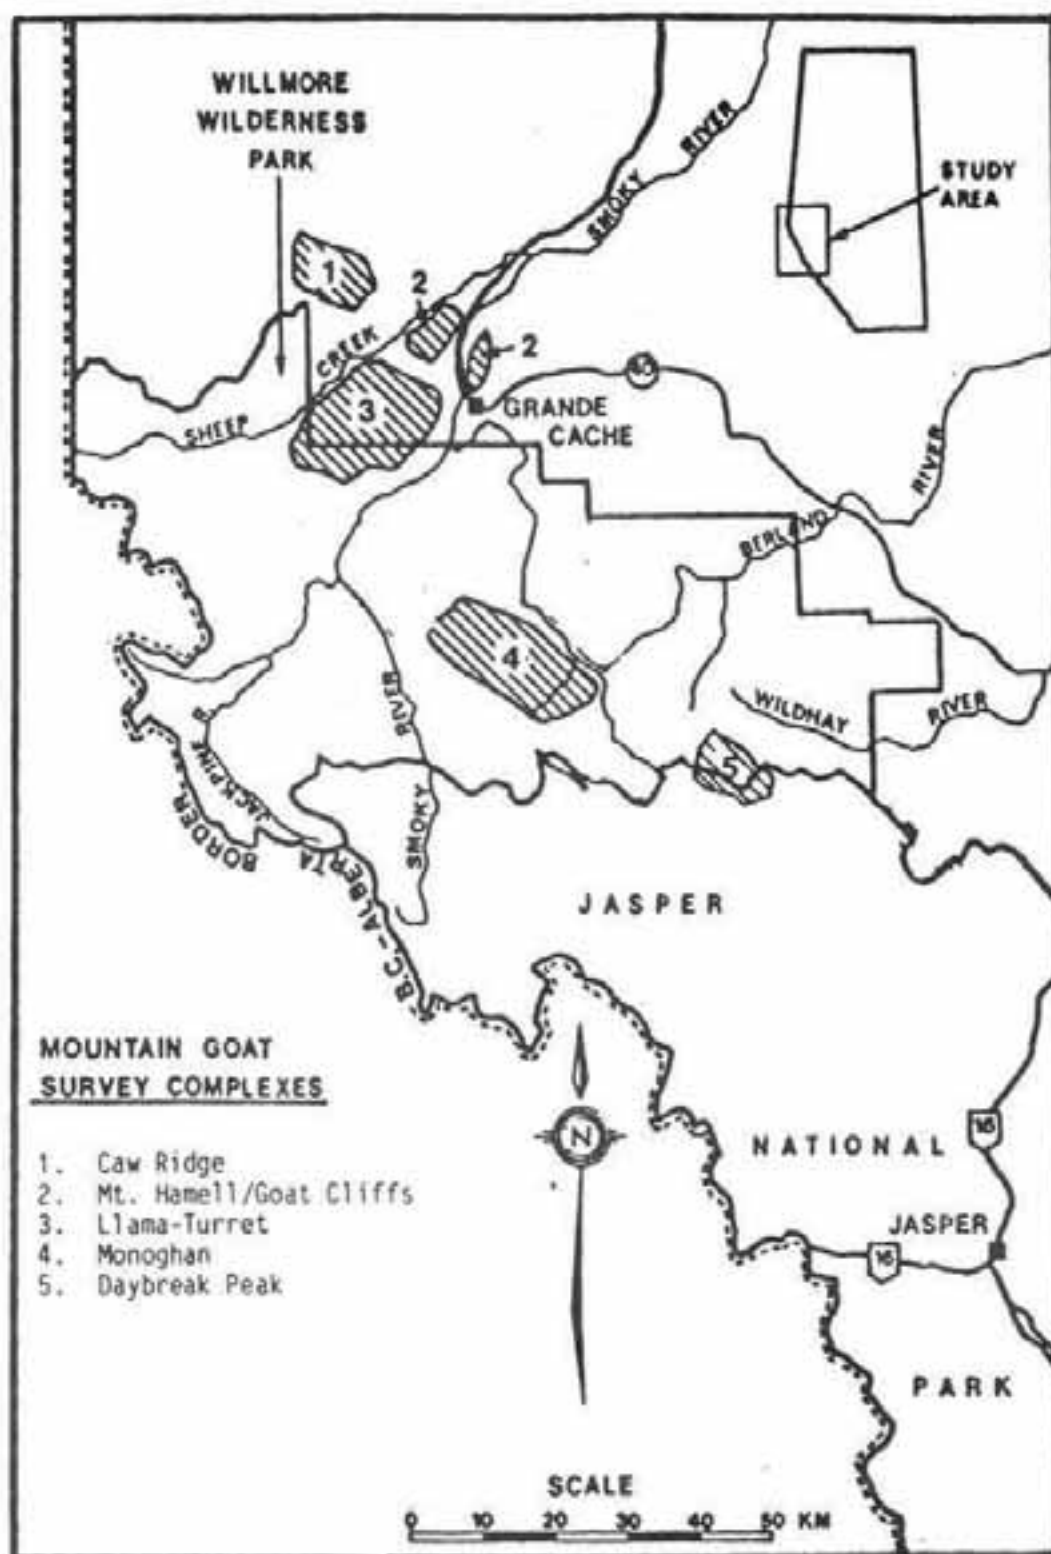 WILLMORE
WILDERNESS
PARK
SMOKY RIVER
STUDY
AREA
1
2
2
CREEK
SHEEP
3
40
GRANDE
CACHE
RIVER
BERLAND
4
RIVER
WILDHAY RIVER
5
JACKPINE R
SMOKY
B.C.-ALBERTA BORDER
JASPER
NATIONAL
16
JASPER
16
PARK
MOUNTAIN GOAT
SURVEY COMPLEXES
1. Caw Ridge
2. Mt. Hamell/Goat Cliffs
3. Llama-Turret
4. Monoghan
5. Daybreak Peak
N
SCALE
0 10 20 30 40 50 KM